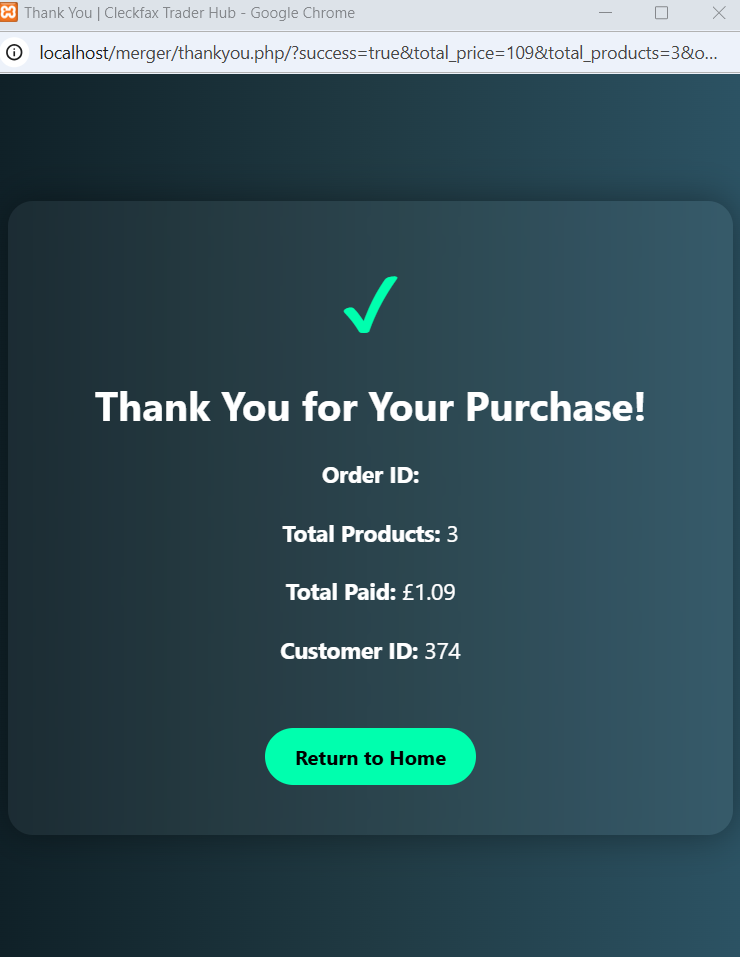 Thank You | Cleckfax Trader Hub - Google Chrome
localhost/merger/thankyou.php/?success=true&total_price=109&total_products=3&o...
✓
Thank You for Your Purchase!
Order ID:
Total Products: 3
Total Paid: £1.09
Customer ID: 374
Return to Home